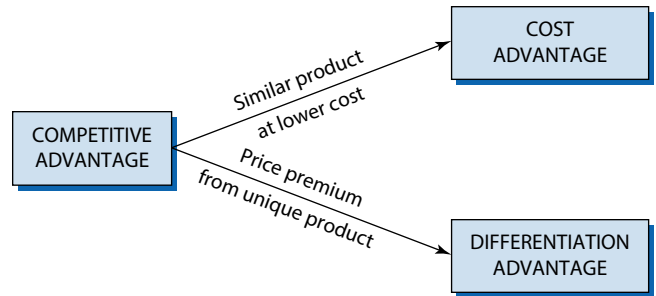 COST
ADVANTAGE
Similar product
at lower cost
COMPETITIVE
ADVANTAGE
Price premium
from unique product
DIFFERENTIATION
ADVANTAGE